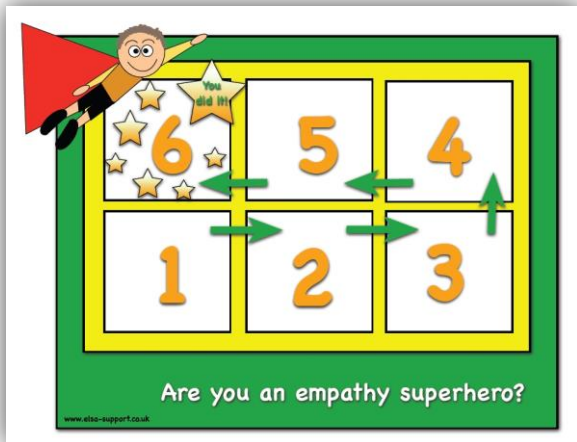 You
did it!
6 5 4
1 2 3
Are you an empathy superhero?
www.elsa-support.co.uk